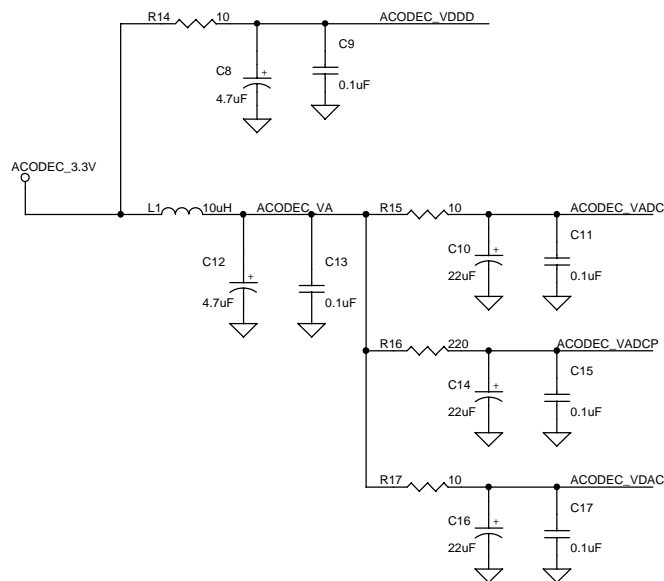 R14 10 ACODEC_VDDD
C9
C8 +
0.1uF
4.7uF
ACODEC_3.3V
L1 10uH ACODEC_VA R15 10 ACODEC_VADC
C11
C12 C13 C10 +
+ 22uF 0.1uF
4.7uF 0.1uF
R16 220 ACODEC_VADCP
C14 + C15
22uF 0.1uF
R17 10 ACODEC_VDAC
C16 + C17
22uF 0.1uF